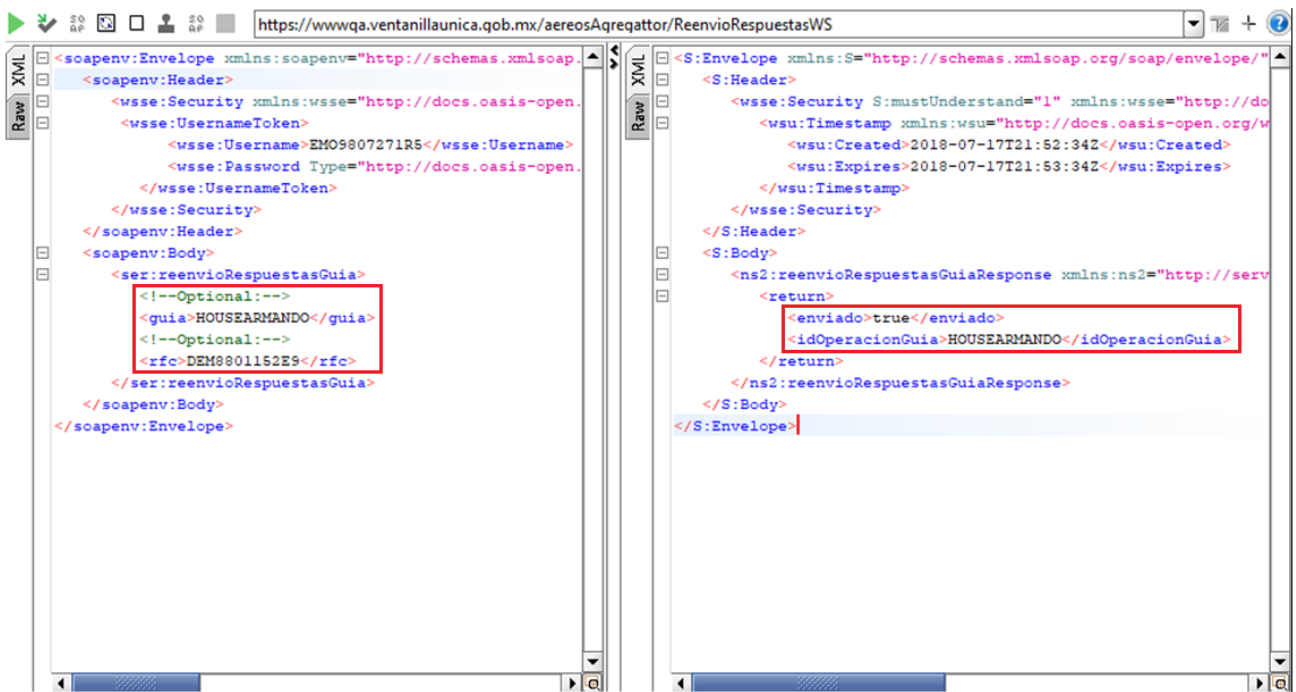 https://wwwqa.ventanillaunica.gob.mx/aereosAgregattor/ReenvioRespuestasWS
XML
Raw
<soapenv:Envelope xmlns:soapenv="http://schemas.xmlsoap.
<soapenv:Header>
<wsse:Security xmlns:wsse="http://docs.oasis-open.
<wsse:UsernameToken>
<wsse:Username>EMO9807271R5</wsse:Username>
<wsse:Password Type="http://docs.oasis-open.
</wsse:UsernameToken>
</wsse:Security>
</soapenv:Header>
<soapenv:Body>
<ser:reenvioRespuestasGuia>
<!--Optional:-->
<guia>HOUSEARMANDO</guia>
<!--Optional:-->
<rfc>DEM8801152E9</rfc>
</ser:reenvioRespuestasGuia>
</soapenv:Body>
</soapenv:Envelope>
XML
Raw
<S:Envelope xmlns:S="http://schemas.xmlsoap.org/soap/envelope/"
<S:Header>
<wsse:Security S:mustUnderstand="1" xmlns:wsse="http://do
<wsu:Timestamp xmlns:wsu="http://docs.oasis-open.org/w
<wsu:Created>2018-07-17T21:52:34Z</wsu:Created>
<wsu:Expires>2018-07-17T21:53:34Z</wsu:Expires>
</wsu:Timestamp>
</wsse:Security>
</S:Header>
<S:Body>
<ns2:reenvioRespuestasGuiaResponse xmlns:ns2="http://serv
<return>
<enviado>true</enviado>
<idOperacionGuia>HOUSEARMANDO</idOperacionGuia>
</return>
</ns2:reenvioRespuestasGuiaResponse>
</S:Body>
</S:Envelope>